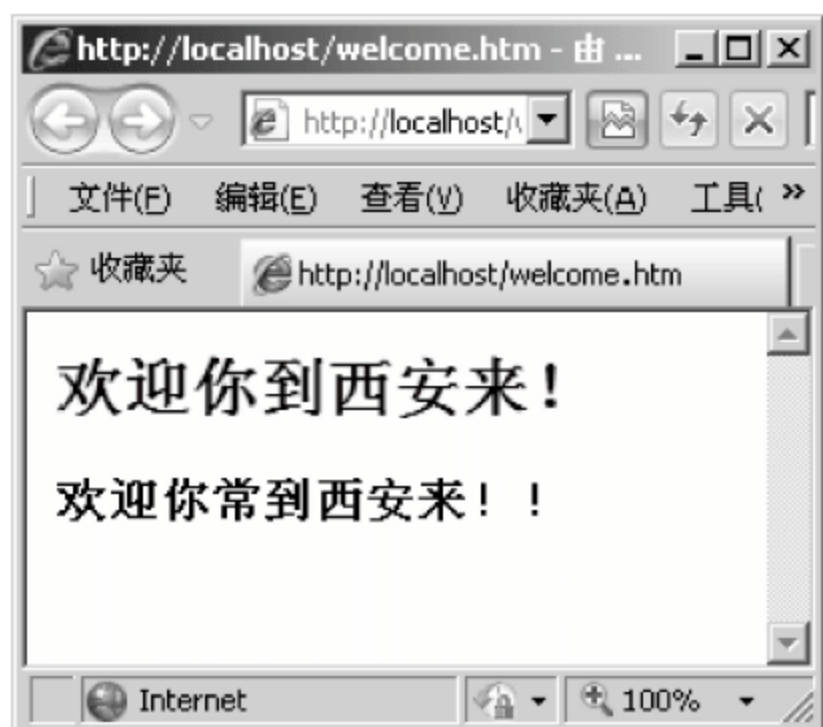 http://localhost/welcome.htm - 由 ...
http://localhost/
文件(F) 编辑(E) 查看(V) 收藏夹(A) 工具( »
收藏夹 http://localhost/welcome.htm
欢迎你到西安来!
欢迎你常到西安来!!
Internet 100%